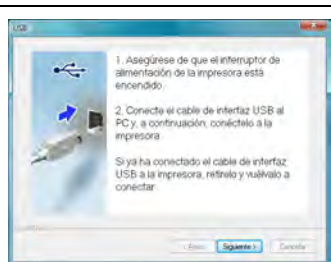 USB
1. Asegúrese de que el interruptor de
alimentación de la impresora está
encendido.
2. Conecte el cable de interfaz USB al
PC y, a continuación, conéctelo a la
impresora.
Si ya ha conectado el cable de interfaz
USB a la impresora, retírelo y vuélvalo a
conectar.
< Atrás
Siguiente >
Cancelar